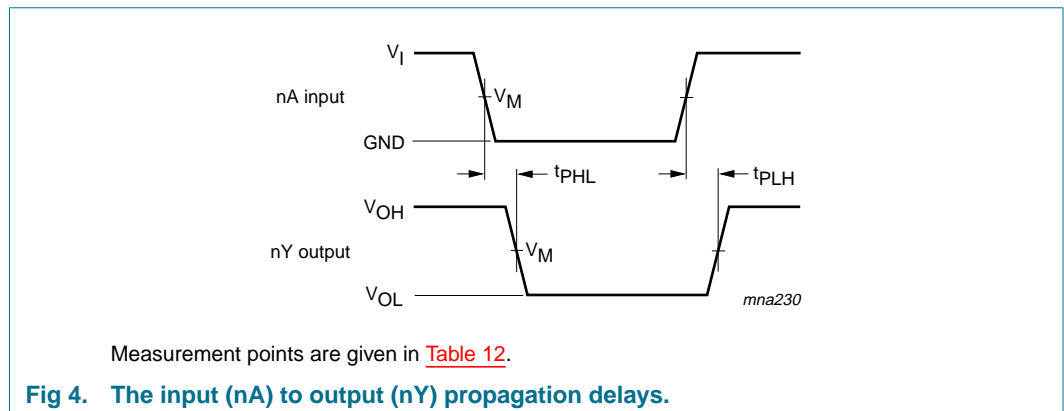 VI
nA input
VM
GND
tPHL
tPLH
VOH
nY output
VM
VOL
mna230
Measurement points are given in Table 12.
Fig 4. The input (nA) to output (nY) propagation delays.